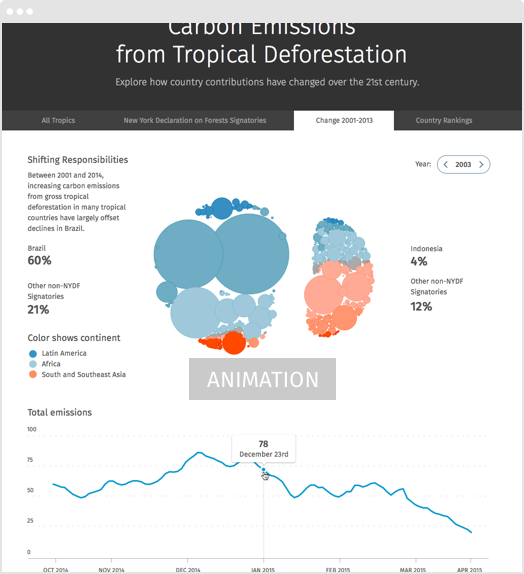 Carbon Emissions
from Tropical Deforestation
Explore how country contributions have changed over the 21st century.
All Tropics
New York Declaration on Forests Signatories
Change 2001-2013
Country Rankings
Shifting Responsibilities
Between 2001 and 2014,
increasing carbon emissions
from gross tropical
deforestation in many tropical
countries have largely offset
declines in Brazil.
Year:
2003
Brazil
60%
Other non-NYDF
Signatories
21%
Indonesia
4%
Other non-NYDF
Signatories
12%
Color shows continent
Latin America
Africa
South and Southeast Asia
ANIMATION
Total emissions
100
75
50
25
0
78
December 23rd
OCT 2014
NOV 2014
DEC 2014
JAN 2015
FEB 2015
MAR 2015
APR 2015